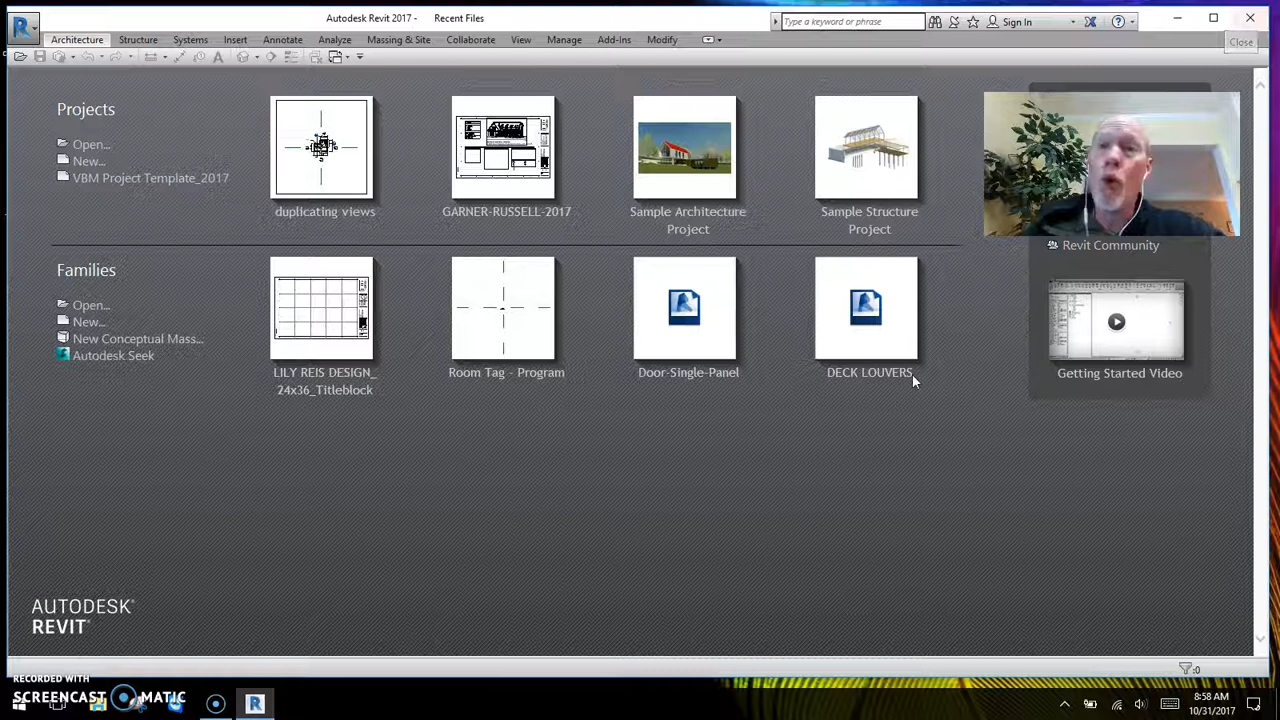 Autodesk Revit 2017 - Recent Files
Type a keyword or phrase
Sign In
Architecture Structure Systems Insert Annotate Analyze Massing & Site Collaborate View Manage Add-Ins Modify
Close
Projects
Open...
New...
VBM Project Template_2017
duplicating views
GARNER-RUSSELL-2017
Sample Architecture
Project
Sample Structure
Project
Revit Community
Families
Open...
New...
New Conceptual Mass...
Autodesk Seek
LILY REIS DESIGN_
24x36_Titleblock
Room Tag - Program
Door-Single-Panel
DECK LOUVERS
Getting Started Video
AUTODESK®
REVIT®
:0
RECORDED WITH
SCREENCAST MATIC
8:58 AM
10/31/2017